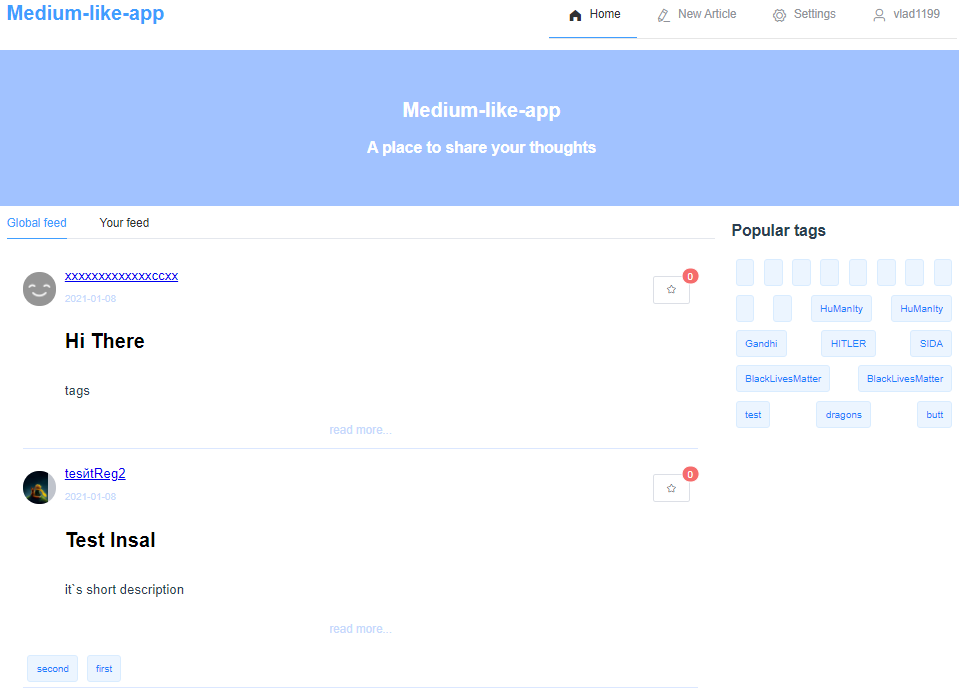 Medium-like-app
Home New Article Settings vlad1199
Medium-like-app
A place to share your thoughts
Global feed Your feed
xxxxxxxxxxxxxccxx
2021-01-08
0
Hi There
tags
read more...
tesйtReg2
2021-01-08
0
Test Insal
it`s short description
read more...
second first
Popular tags
HuManIty HuManIty
Gandhi HITLER SIDA
BlackLivesMatter BlackLivesMatter
test dragons butt